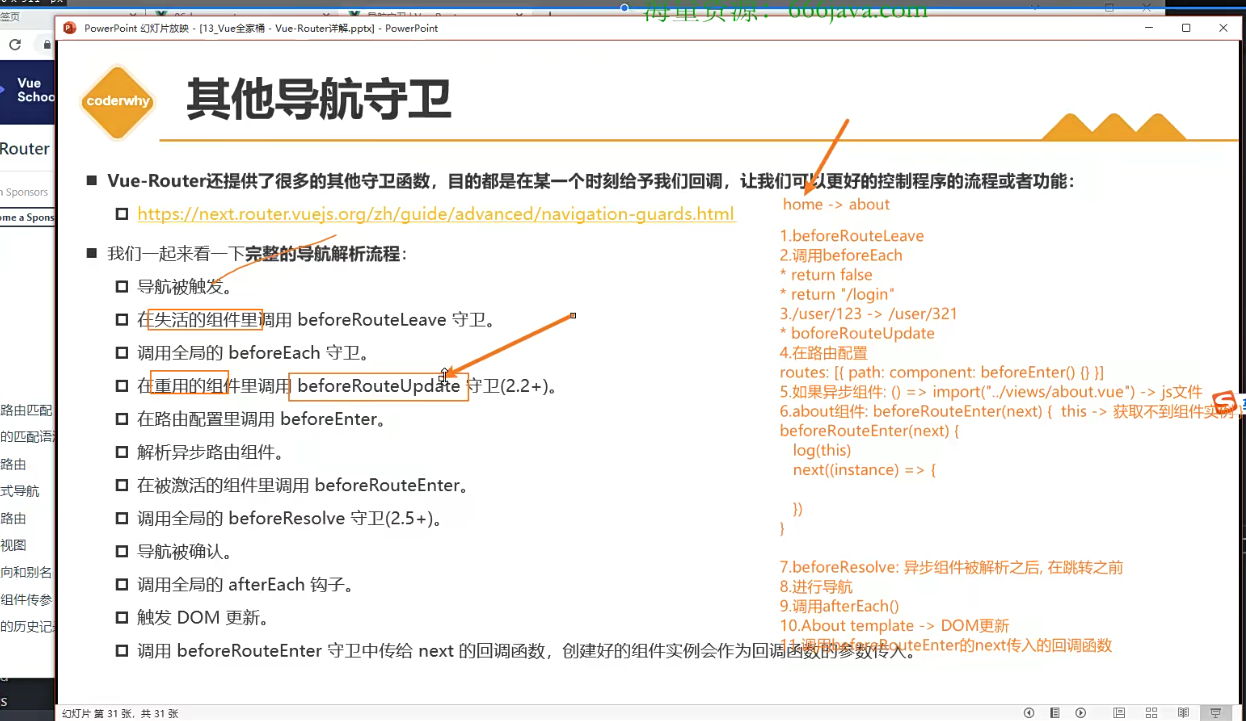 海量资源：666java.com
PowerPoint 幻灯片放映 - [13_Vue全家桶 - Vue-Router详解.pptx] - PowerPoint
Vue
Schoo
Router
n Sponsors
ome a Spons
路由匹配
的匹配语
路由
式导航
路由
视图
向和别名
组件传参
的历史记
coderwhy
其他导航守卫
Vue-Router还提供了很多的其他守卫函数，目的都是在某一个时刻给予我们回调，让我们可以更好的控制程序的流程或者功能：
https://next.router.vuejs.org/zh/guide/advanced/navigation-guards.html
我们一起来看一下完整的导航解析流程：
导航被触发。
在失活的组件里调用 beforeRouteLeave 守卫。
调用全局的 beforeEach 守卫。
在重用的组件里调用 beforeRouteUpdate 守卫(2.2+)。
在路由配置里调用 beforeEnter。
解析异步路由组件。
在被激活的组件里调用 beforeRouteEnter。
调用全局的 beforeResolve 守卫(2.5+)。
导航被确认。
调用全局的 afterEach 钩子。
触发 DOM 更新。
调用 beforeRouteEnter 守卫中传给 next 的回调函数，创建好的组件实例会作为回调函数的参数传入。
home -> about
1.beforeRouteLeave
2.调用beforeEach
* return false
* return "/login"
3./user/123 -> /user/321
* boforeRouteUpdate
4.在路由配置
routes: [{ path: component: beforeEnter() {} }]
5.如果异步组件: () => import("../views/about.vue") -> js文件
6.about组件: beforeRouteEnter(next) { this -> 获取不到组件实例 }
beforeRouteEnter(next) {
log(this)
next((instance) => {
})
}
7.beforeResolve: 异步组件被解析之后, 在跳转之前
8.进行导航
9.调用afterEach()
10.About template -> DOM更新
11.调用beforeRouteEnter的next传入的回调函数
幻灯片 第 31 张，共 31 张